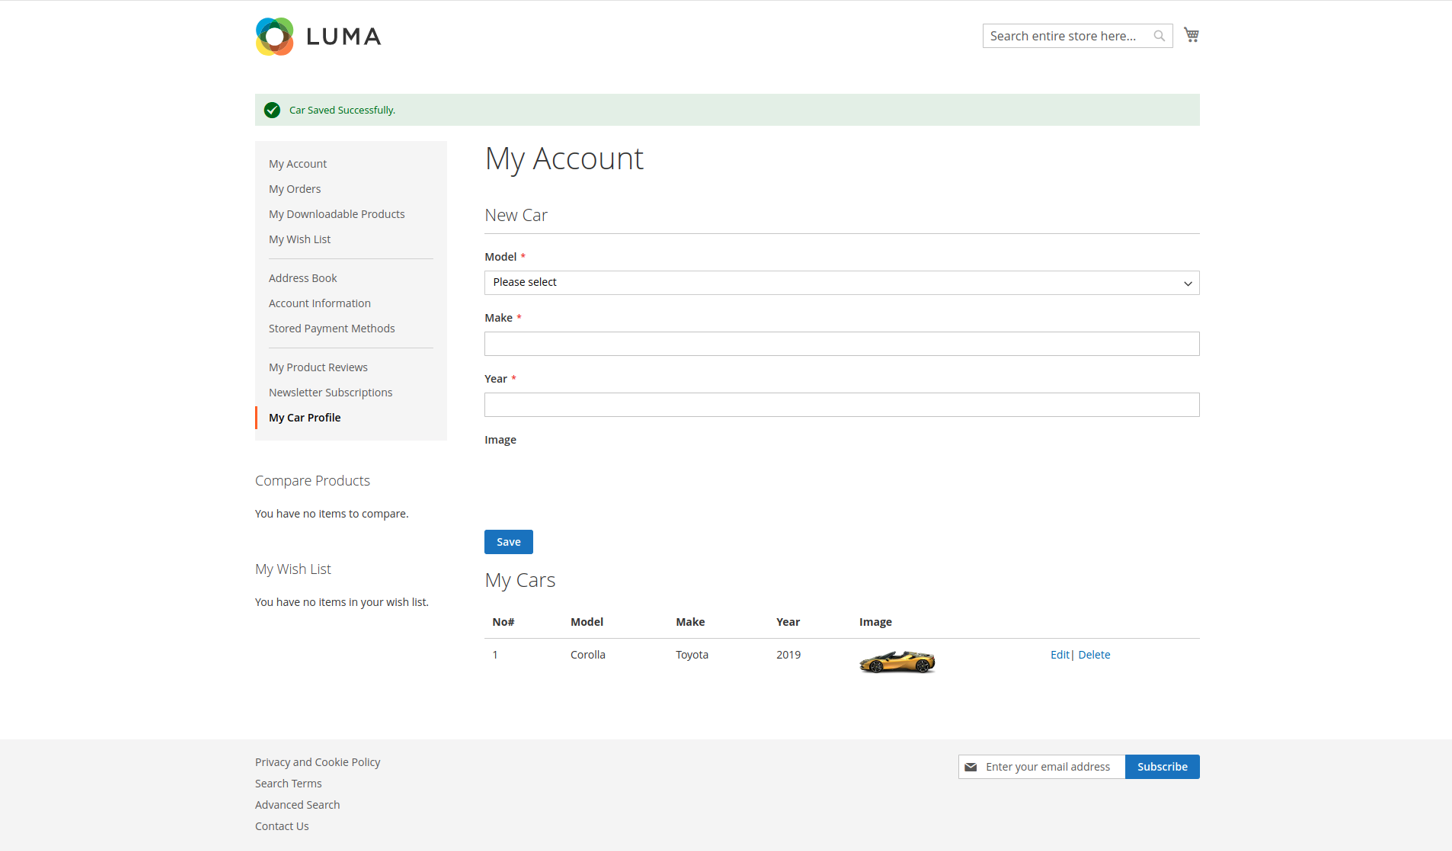 LUMA
Search entire store here...
Car Saved Successfully.
My Account
My Orders
My Downloadable Products
My Wish List
Address Book
Account Information
Stored Payment Methods
My Product Reviews
Newsletter Subscriptions
My Car Profile
Compare Products
You have no items to compare.
My Wish List
You have no items in your wish list.
My Account
New Car
Model *
Please select
Make *
Year *
Image
Save
My Cars
No# Model Make Year Image
1 Corolla Toyota 2019 Edit| Delete
Privacy and Cookie Policy
Search Terms
Advanced Search
Contact Us
Enter your email address Subscribe